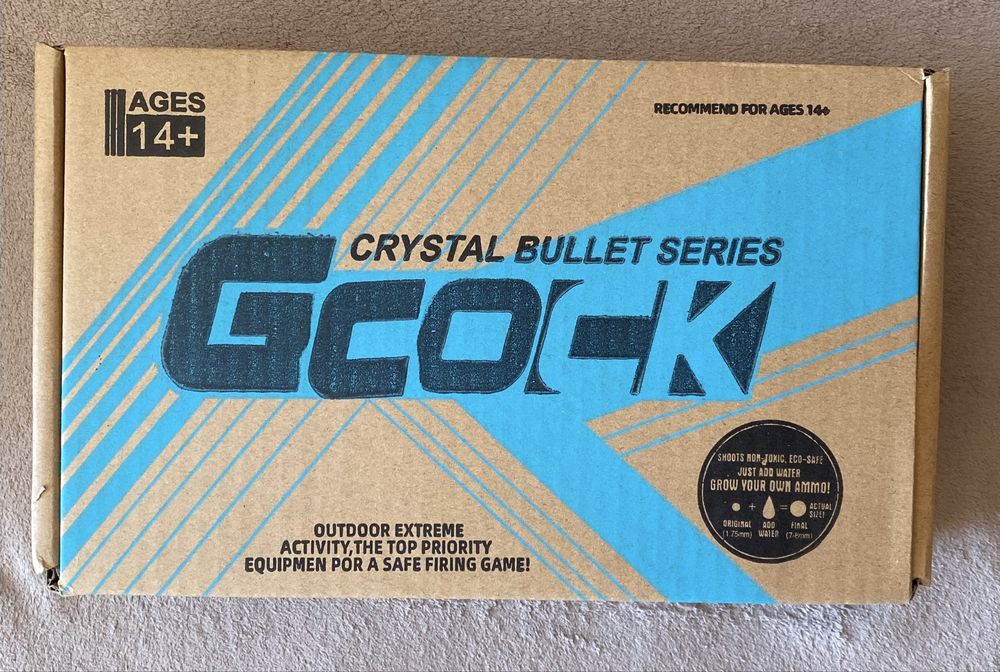 AGES
14+
RECOMMEND FOR AGES 14+
CRYSTAL BULLET SERIES
GCOCK
OUTDOOR EXTREME
ACTIVITY,THE TOP PRIORITY
EQUIPMEN POR A SAFE FIRING GAME!
SHOOTS NON-TOXIC, ECO-SAFE
JUST ADD WATER
GROW YOUR OWN AMMO!
+ = ACTUAL SIZE!
ORIGINAL ADD FINAL
(1.75mm) WATER (7-8mm)